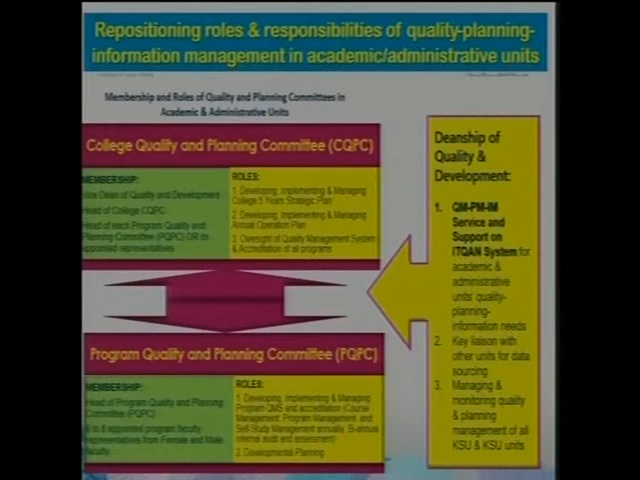 Repositioning roles & responsibilities of quality-planning-
information management in academic/administrative units
Membership and Roles of Quality and Planning Committees in
Academic & Administrative Units
College Quality and Planning Committee (CQPC)
MEMBERSHIP:
Vice Dean of Quality and Development
Head of College CQPC
Head of each Program Quality and
Planning Committee (PQPC) OR its
appointed representatives
ROLES:
1. Developing, Implementing & Managing
College 5 Years Strategic Plan
2. Developing, Implementing & Managing
Annual Operation Plan
3. Oversight of Quality Management System
& Accreditation of all programs
Program Quality and Planning Committee (PQPC)
MEMBERSHIP:
Head of Program Quality and Planning
Committee (PQPC)
6 to 8 appointed program faculty
representatives from Female and Male
faculty
ROLES:
1. Developing, Implementing & Managing
Program QMS and accreditation (Course
Management, Program Management, and
Self-Study Management annually, Bi-annual
internal audit and assessment)
2. Developmental Planning
Deanship of
Quality &
Development:
1. QM-PM-IM
Service and
Support on
ITQAN System for
academic &
administrative
units' quality-
planning-
information needs
2. Key liaison with
other units for data
sourcing
3. Managing &
monitoring quality
& planning
management of all
KSU & KSU units